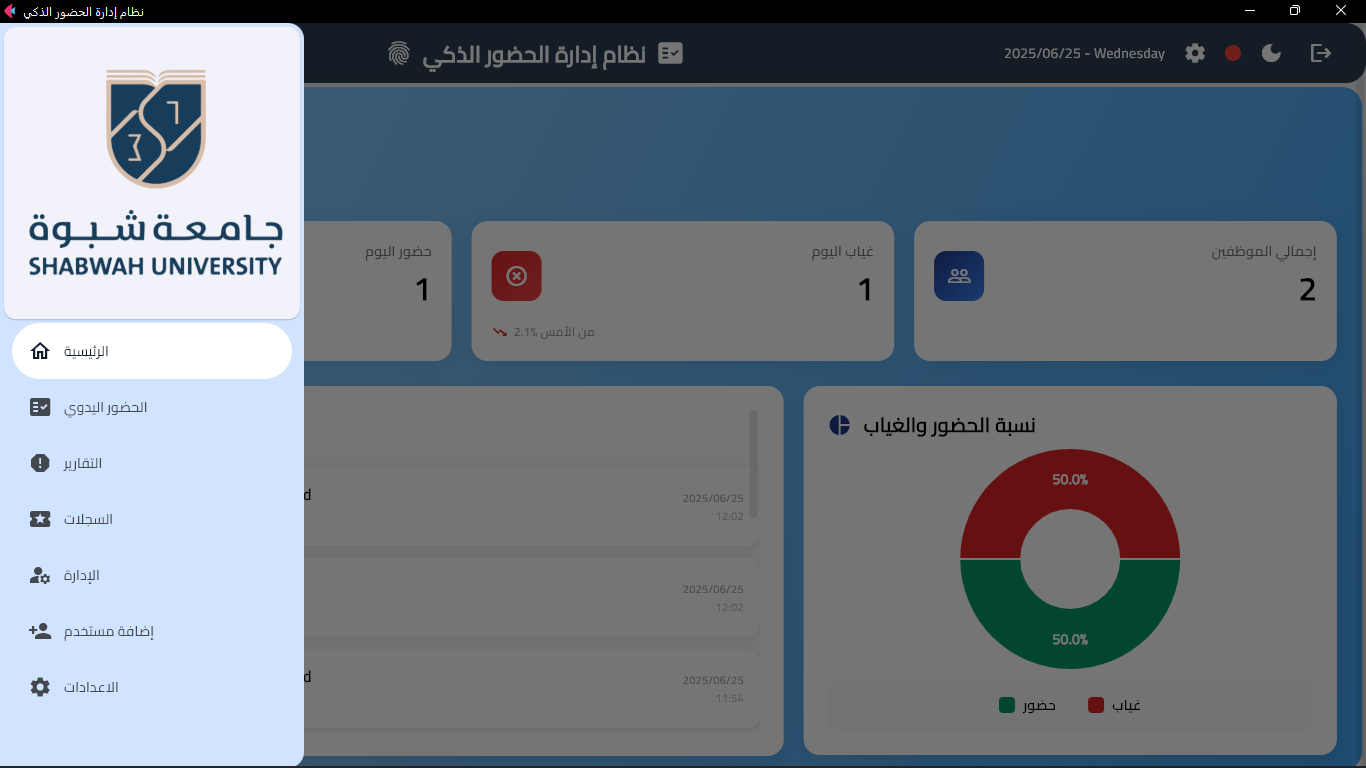 نظام إدارة الحضور الذكي
نظام إدارة الحضور الذكي
2025/06/25 - Wednesday
جامعة شبوة
SHABWAH UNIVERSITY
الرئيسية
الحضور اليدوي
التقارير
السجلات
الإدارة
إضافة مستخدم
الاعدادات
إجمالي الموظفين
2
غياب اليوم
1
2.1% من الأمس
حضور اليوم
1
نسبة الحضور والغياب
50.0%
50.0%
غياب
حضور
d
2025/06/25
12:02
2025/06/25
12:02
d
2025/06/25
11:54